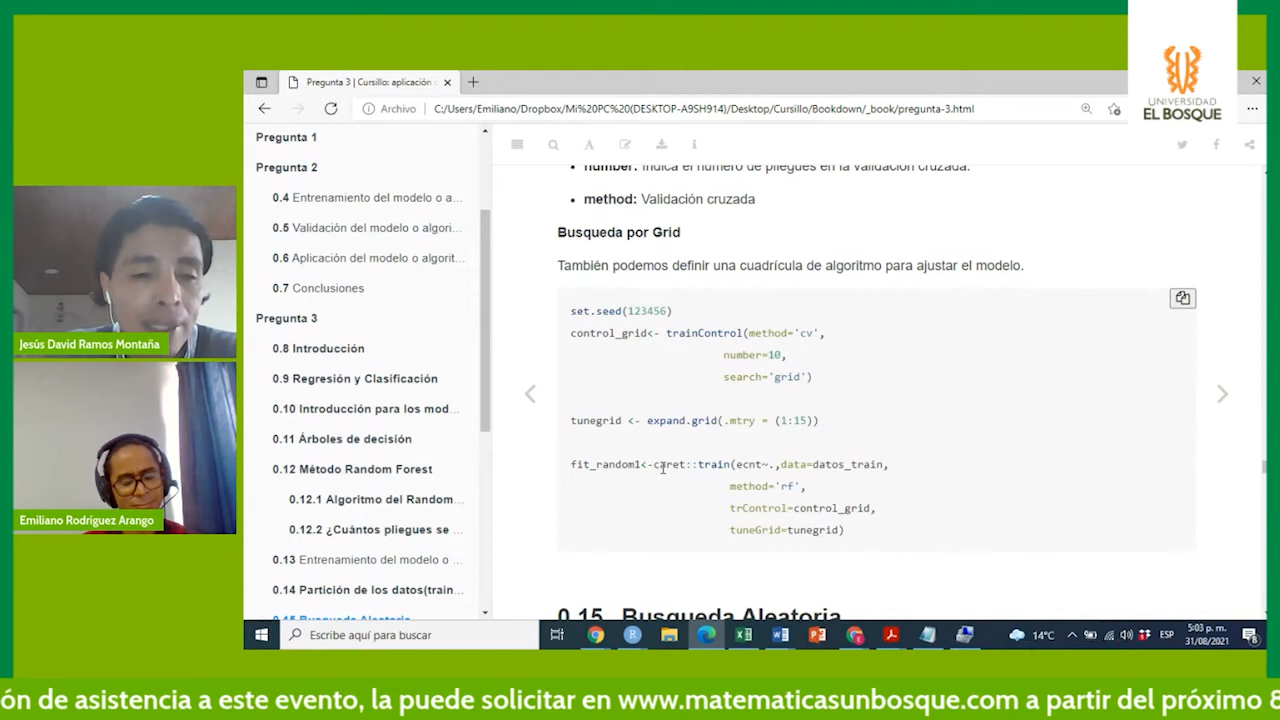 UNIVERSIDAD
EL BOSQUE
Pregunta 3 | Cursillo: aplicación
Archivo
C:/Users/Emiliano/Dropbox/Mi%20PC%20(DESKTOP-A9SH914)/Desktop/Cursillo/Bookdown/_book/pregunta-3.html
Pregunta 1
Pregunta 2
0.4 Entrenamiento del modelo o a...
0.5 Validación del modelo o algori...
0.6 Aplicación del modelo o algorit...
0.7 Conclusiones
Pregunta 3
0.8 Introducción
0.9 Regresión y Clasificación
0.10 Introducción para los mod...
0.11 Árboles de decisión
0.12 Método Random Forest
0.12.1 Algoritmo del Random...
0.12.2 ¿Cuántos pliegues se ...
0.13 Entrenamiento del modelo o ...
0.14 Partición de los datos(train...
0.15 Busqueda Aleatoria
• number: Indica el número de pliegues en la validación cruzada.
• method: Validación cruzada
Busqueda por Grid
También podemos definir una cuadrícula de algoritmo para ajustar el modelo.
set.seed(123456)
control_grid<- trainControl(method='cv',
number=10,
search='grid')
tunegrid <- expand.grid(.mtry = (1:15))
fit_random1<-caret::train(ecnt~.,data=datos_train,
method='rf',
trControl=control_grid,
tuneGrid=tunegrid)
0.15 Busqueda Aleatoria
Jesús David Ramos Montaña
Emiliano Rodríguez Arango
Escribe aquí para buscar
14°C
ESP
5:03 p. m.
31/08/2021
8
ón de asistencia a este evento, la puede solicitar en www.matematicasunbosque.com a partir del próximo 8